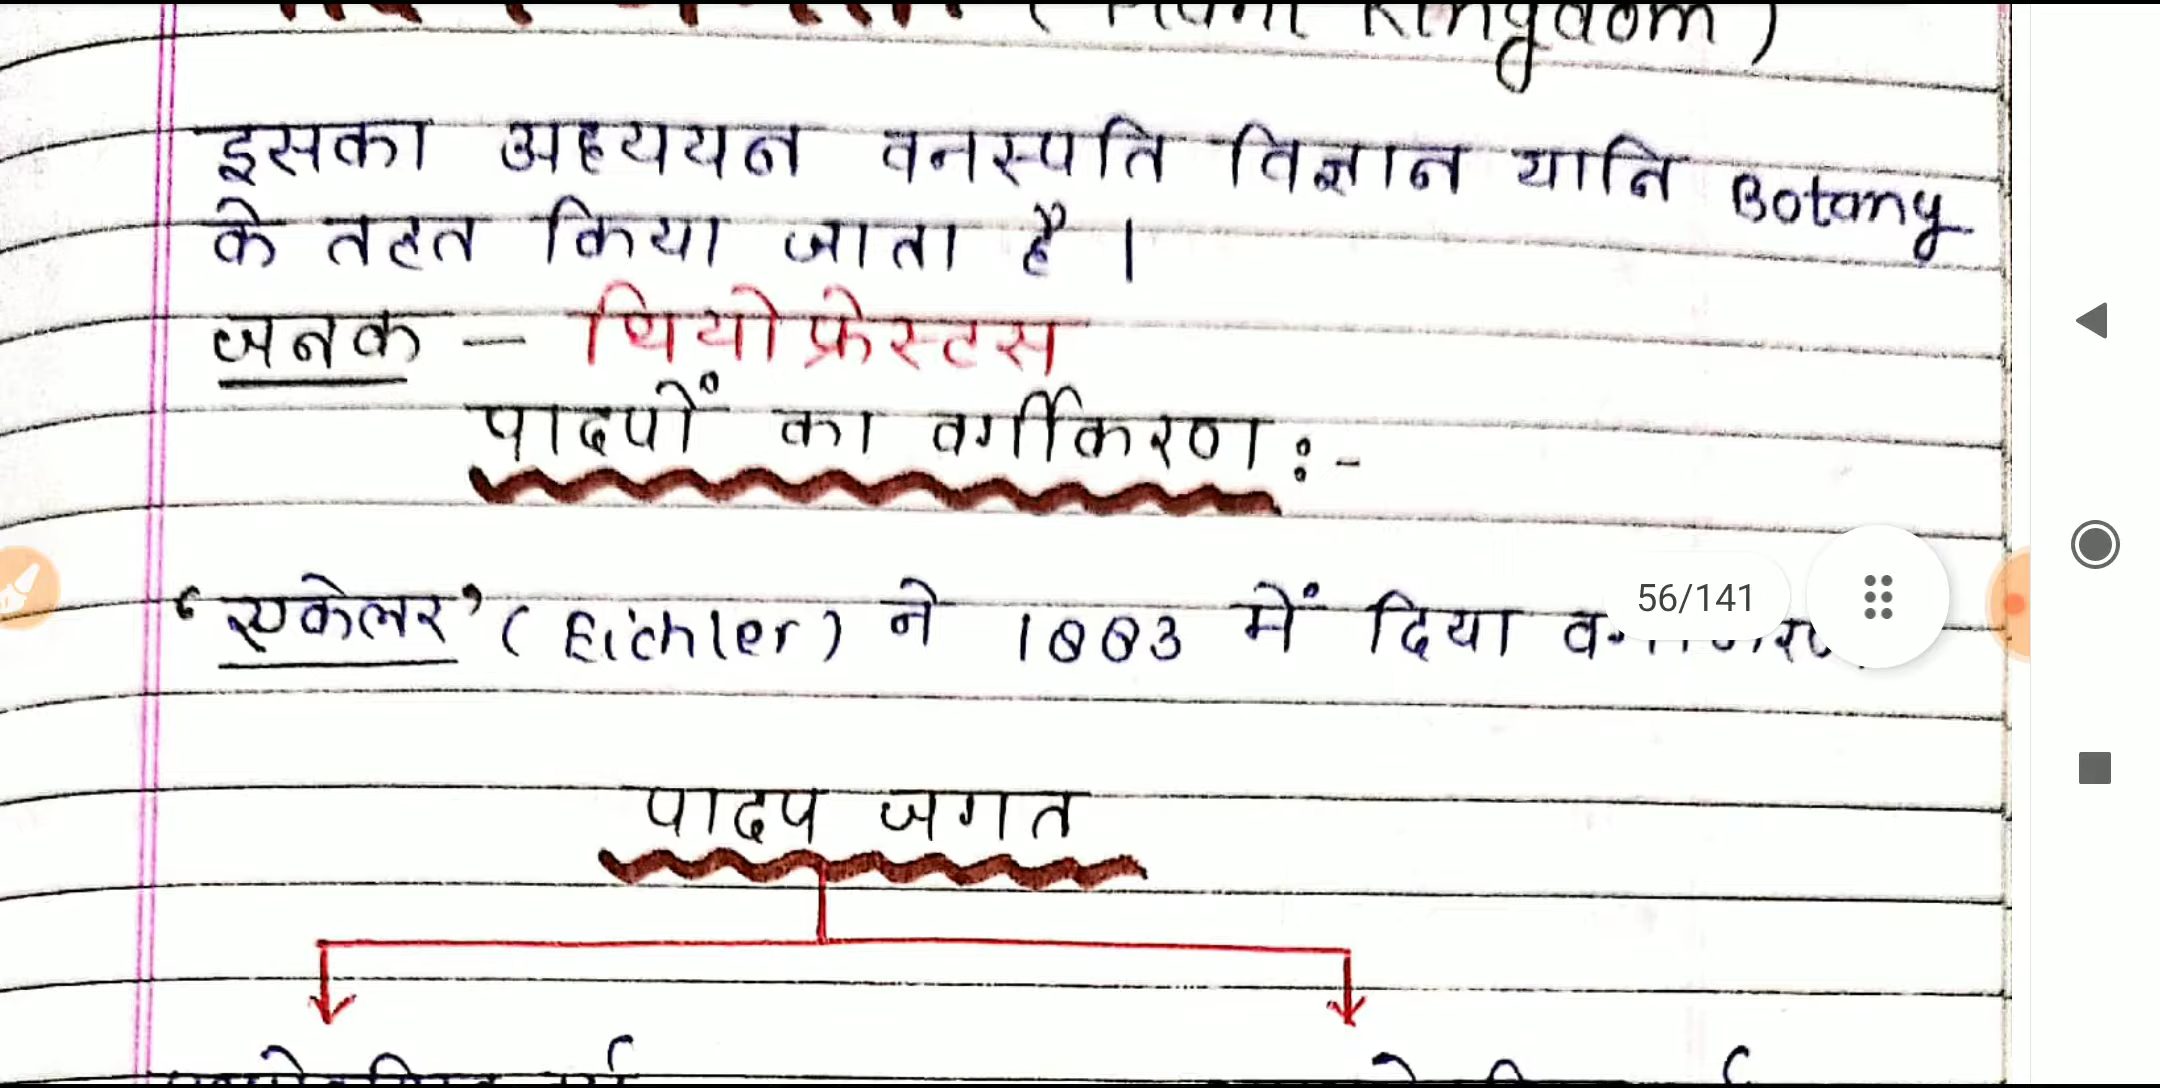 Kingdom )
इसका अध्ययन वनस्पति विज्ञान यानि Botany
के तहत किया जाता है ।
जनक – थियोफ्रेस्टस
पादपों का वर्गीकरण :-
'एकेलर' ( Eichler ) ने 1883 में दिया
56/141
पादप जगत